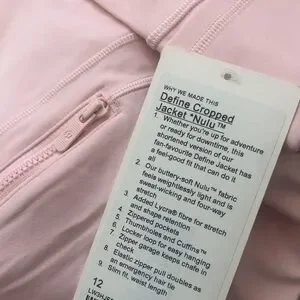 WHY WE MADE THIS
Define Cropped
Jacket *Nulu™
1. Whether you're up for adventure
or ready for downtime, this
shortened version of our
fan-favourite Define Jacket has
a feel-good fit that can do it
all
2. Our buttery-soft Nulu™ fabric
feels weightlessly light and is
sweat-wicking and four-way
stretch
3. Added Lycra® fibre for stretch
and shape retention
4. Zippered pockets
5. Thumbholes and Cuffins™
6. Locker loop for easy hanging
7. Zipper garage keeps chafe in
check
8. Elastic zipper pull doubles as
an emergency hair tie
9. Slim fit, waist length
12